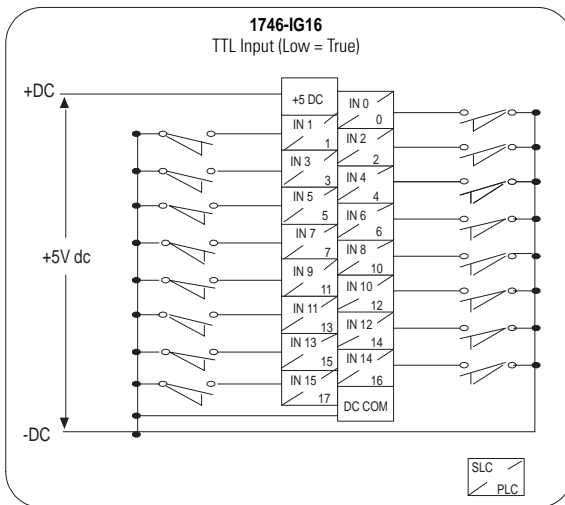 1746-IG16
TTL Input (Low = True)
+DC
+5 DC
IN 0
0
IN 1
1
IN 2
2
IN 3
3
IN 4
4
IN 5
5
IN 6
6
IN 7
7
IN 8
10
+5V dc
IN 9
11
IN 10
12
IN 11
13
IN 12
14
IN 13
15
IN 14
16
IN 15
17
DC COM
-DC
SLC
PLC